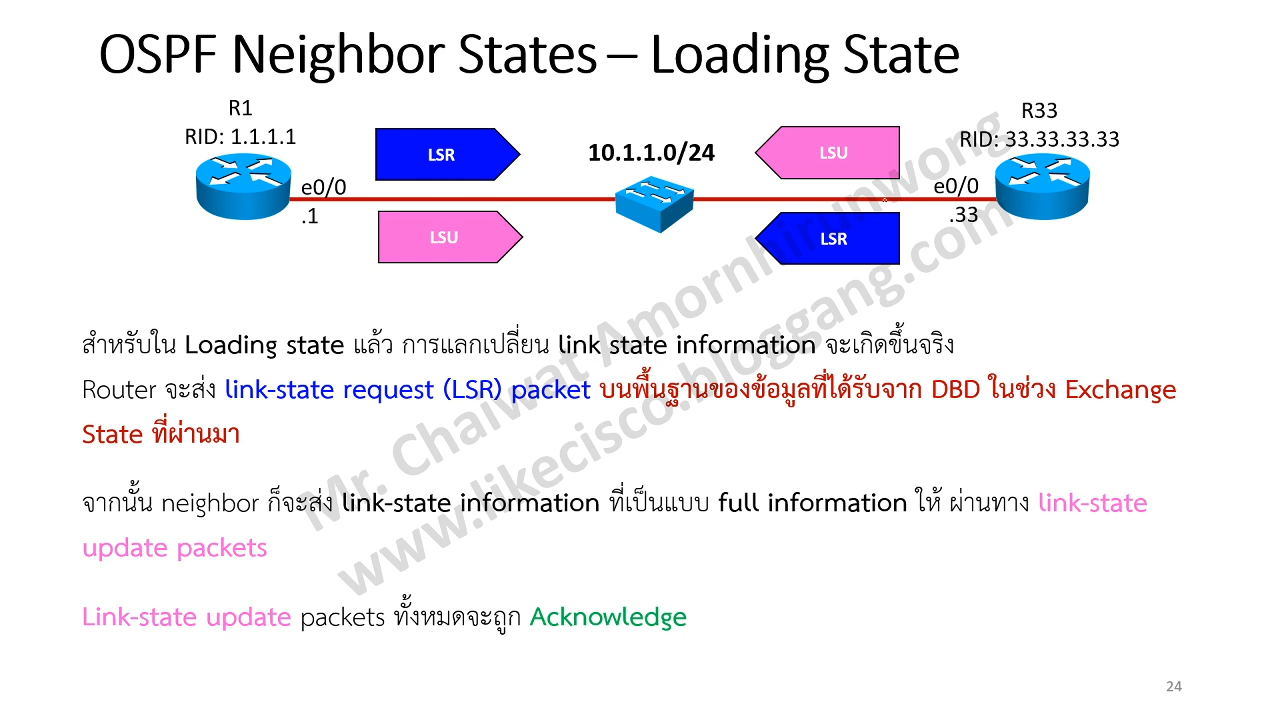 OSPF Neighbor States – Loading State
R1
RID: 1.1.1.1
R33
RID: 33.33.33.33
LSR
10.1.1.0/24
LSU
e0/0
.1
e0/0
.33
LSU
LSR
สำหรับใน Loading state แล้ว การแลกเปลี่ยน link state information จะเกิดขึ้นจริง
Router จะส่ง link-state request (LSR) packet บนพื้นฐานของข้อมูลที่ได้รับจาก DBD ในช่วง Exchange
State ที่ผ่านมา
จากนั้น neighbor ก็จะส่ง link-state information ที่เป็นแบบ full information ให้ ผ่านทาง link-state
update packets
Link-state update packets ทั้งหมดจะถูก Acknowledge
Mr. Chaiwat Amornhirunwong
www.likecisco.bloggang.com
24